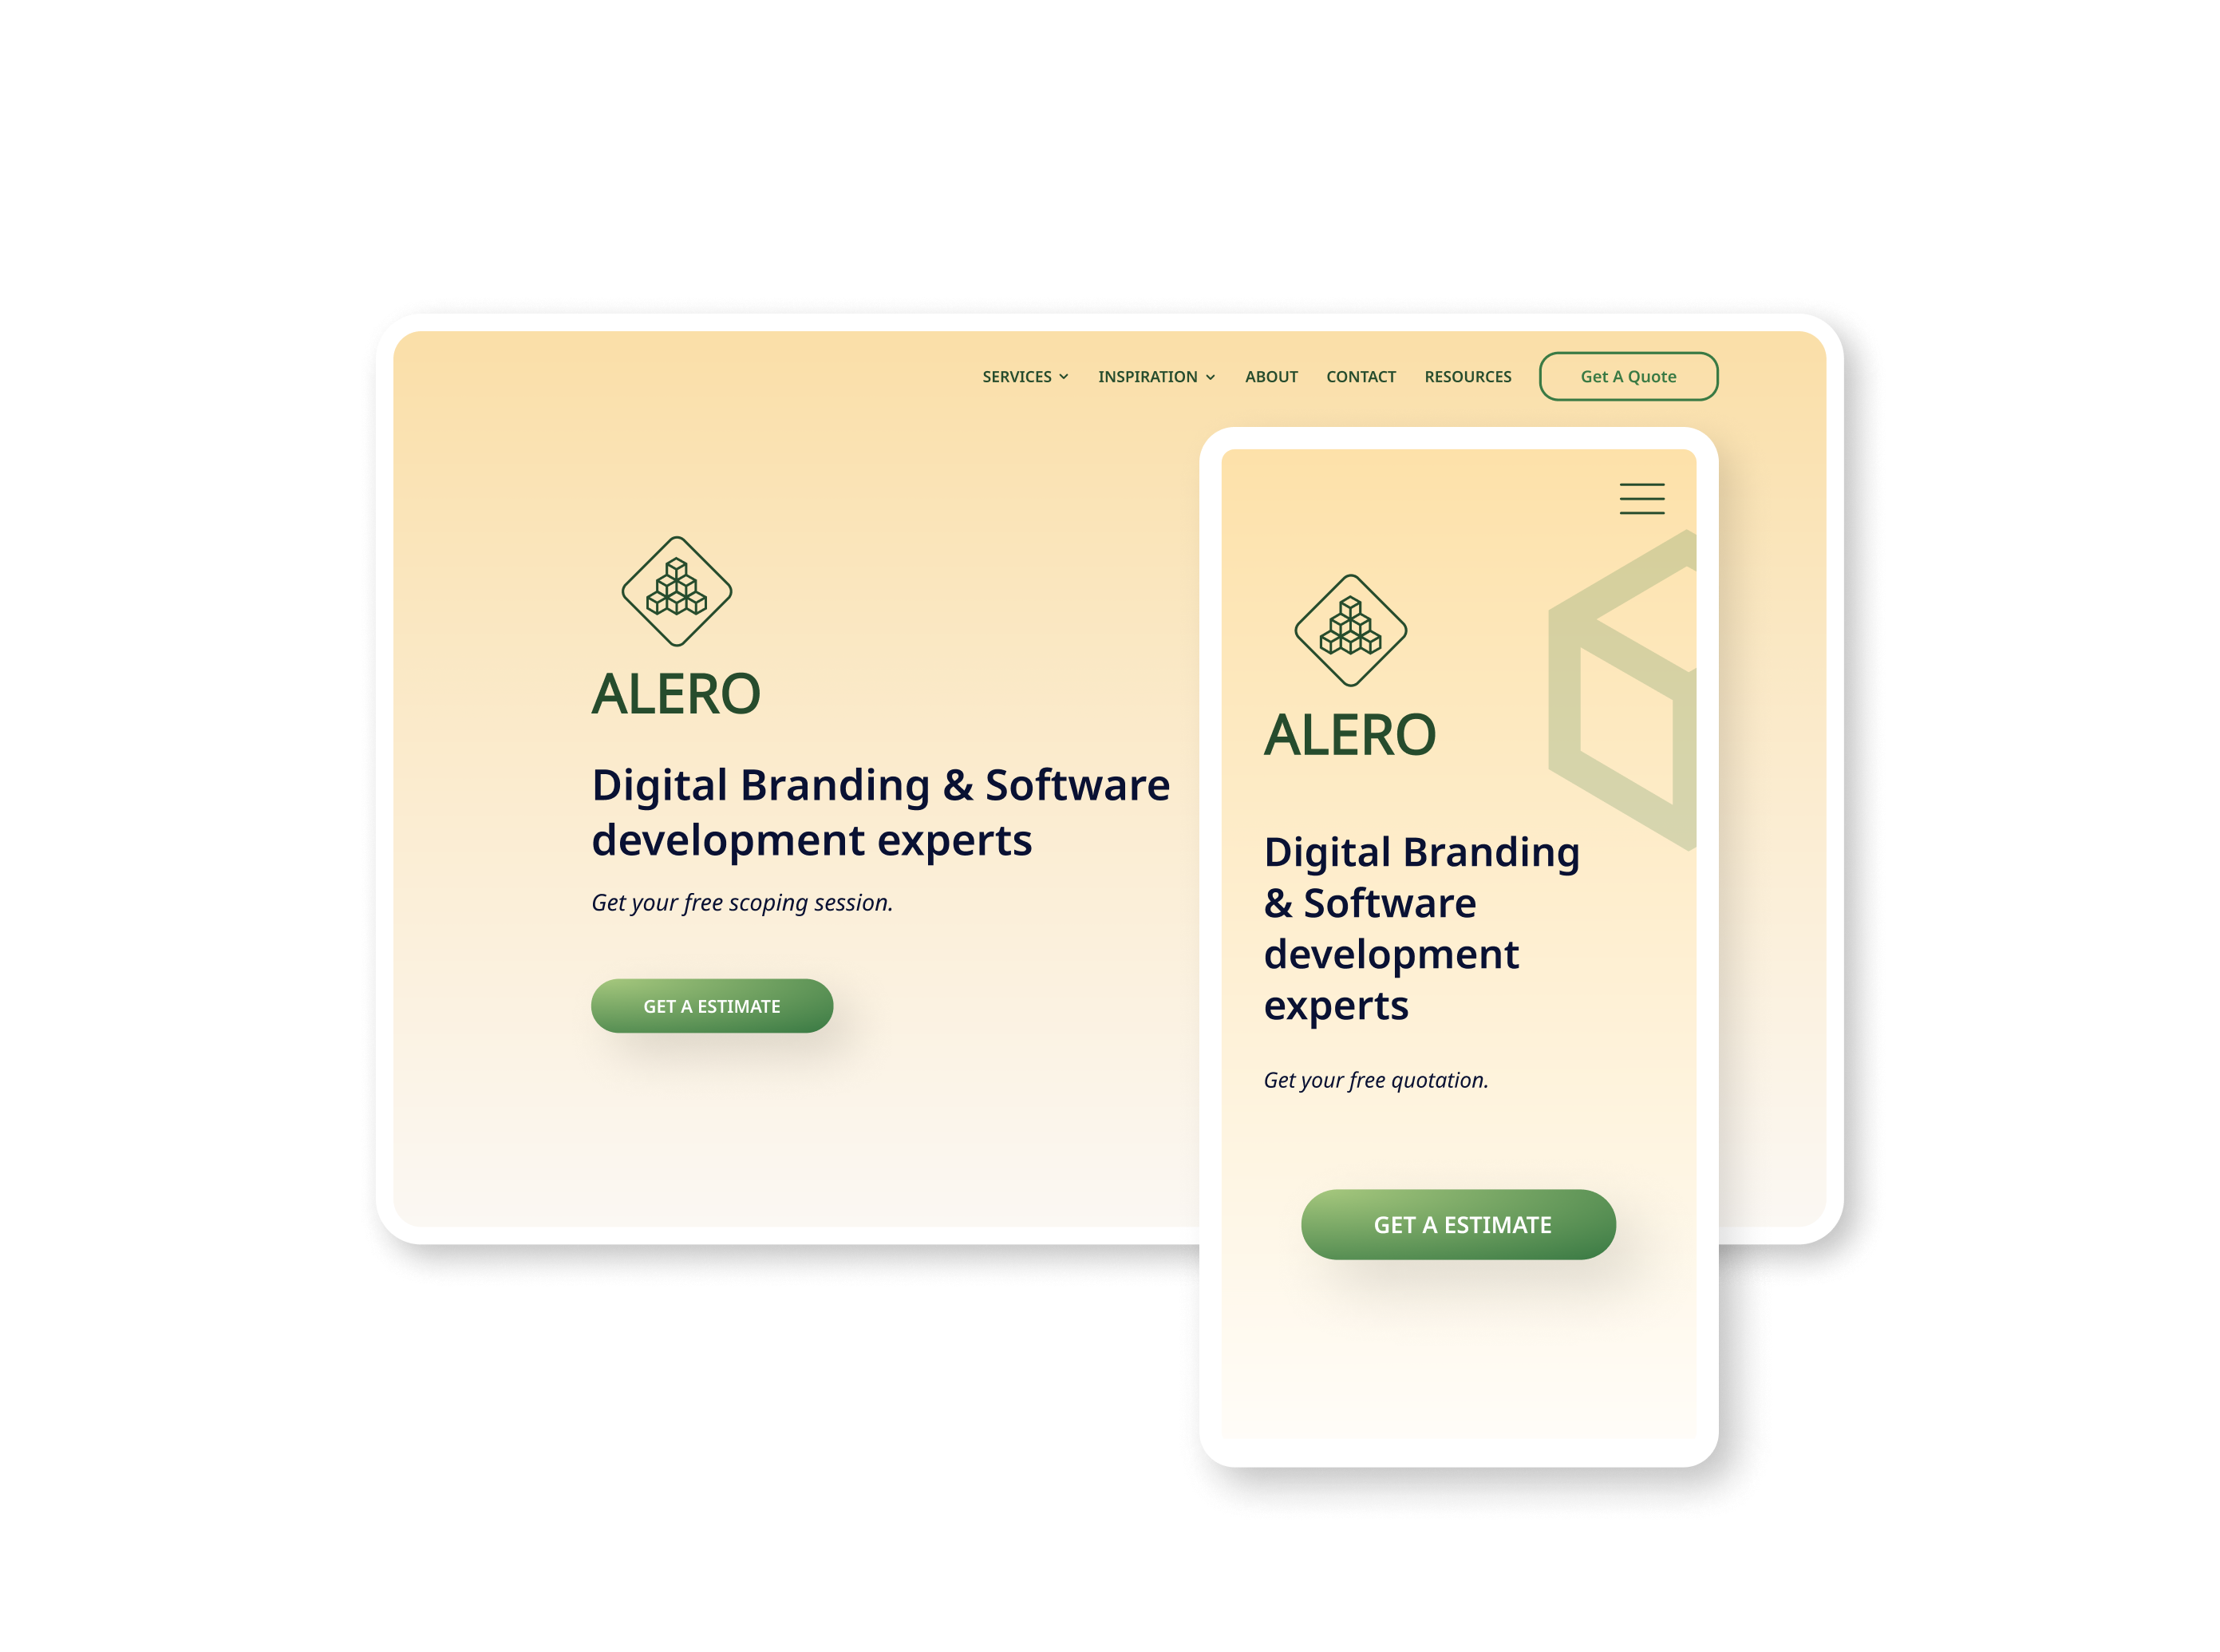 SERVICES INSPIRATION ABOUT CONTACT RESOURCES Get A Quote
ALERO
Digital Branding & Software
development experts
Get your free scoping session.
GET A ESTIMATE
ALERO
Digital Branding
& Software
development
experts
Get your free quotation.
GET A ESTIMATE